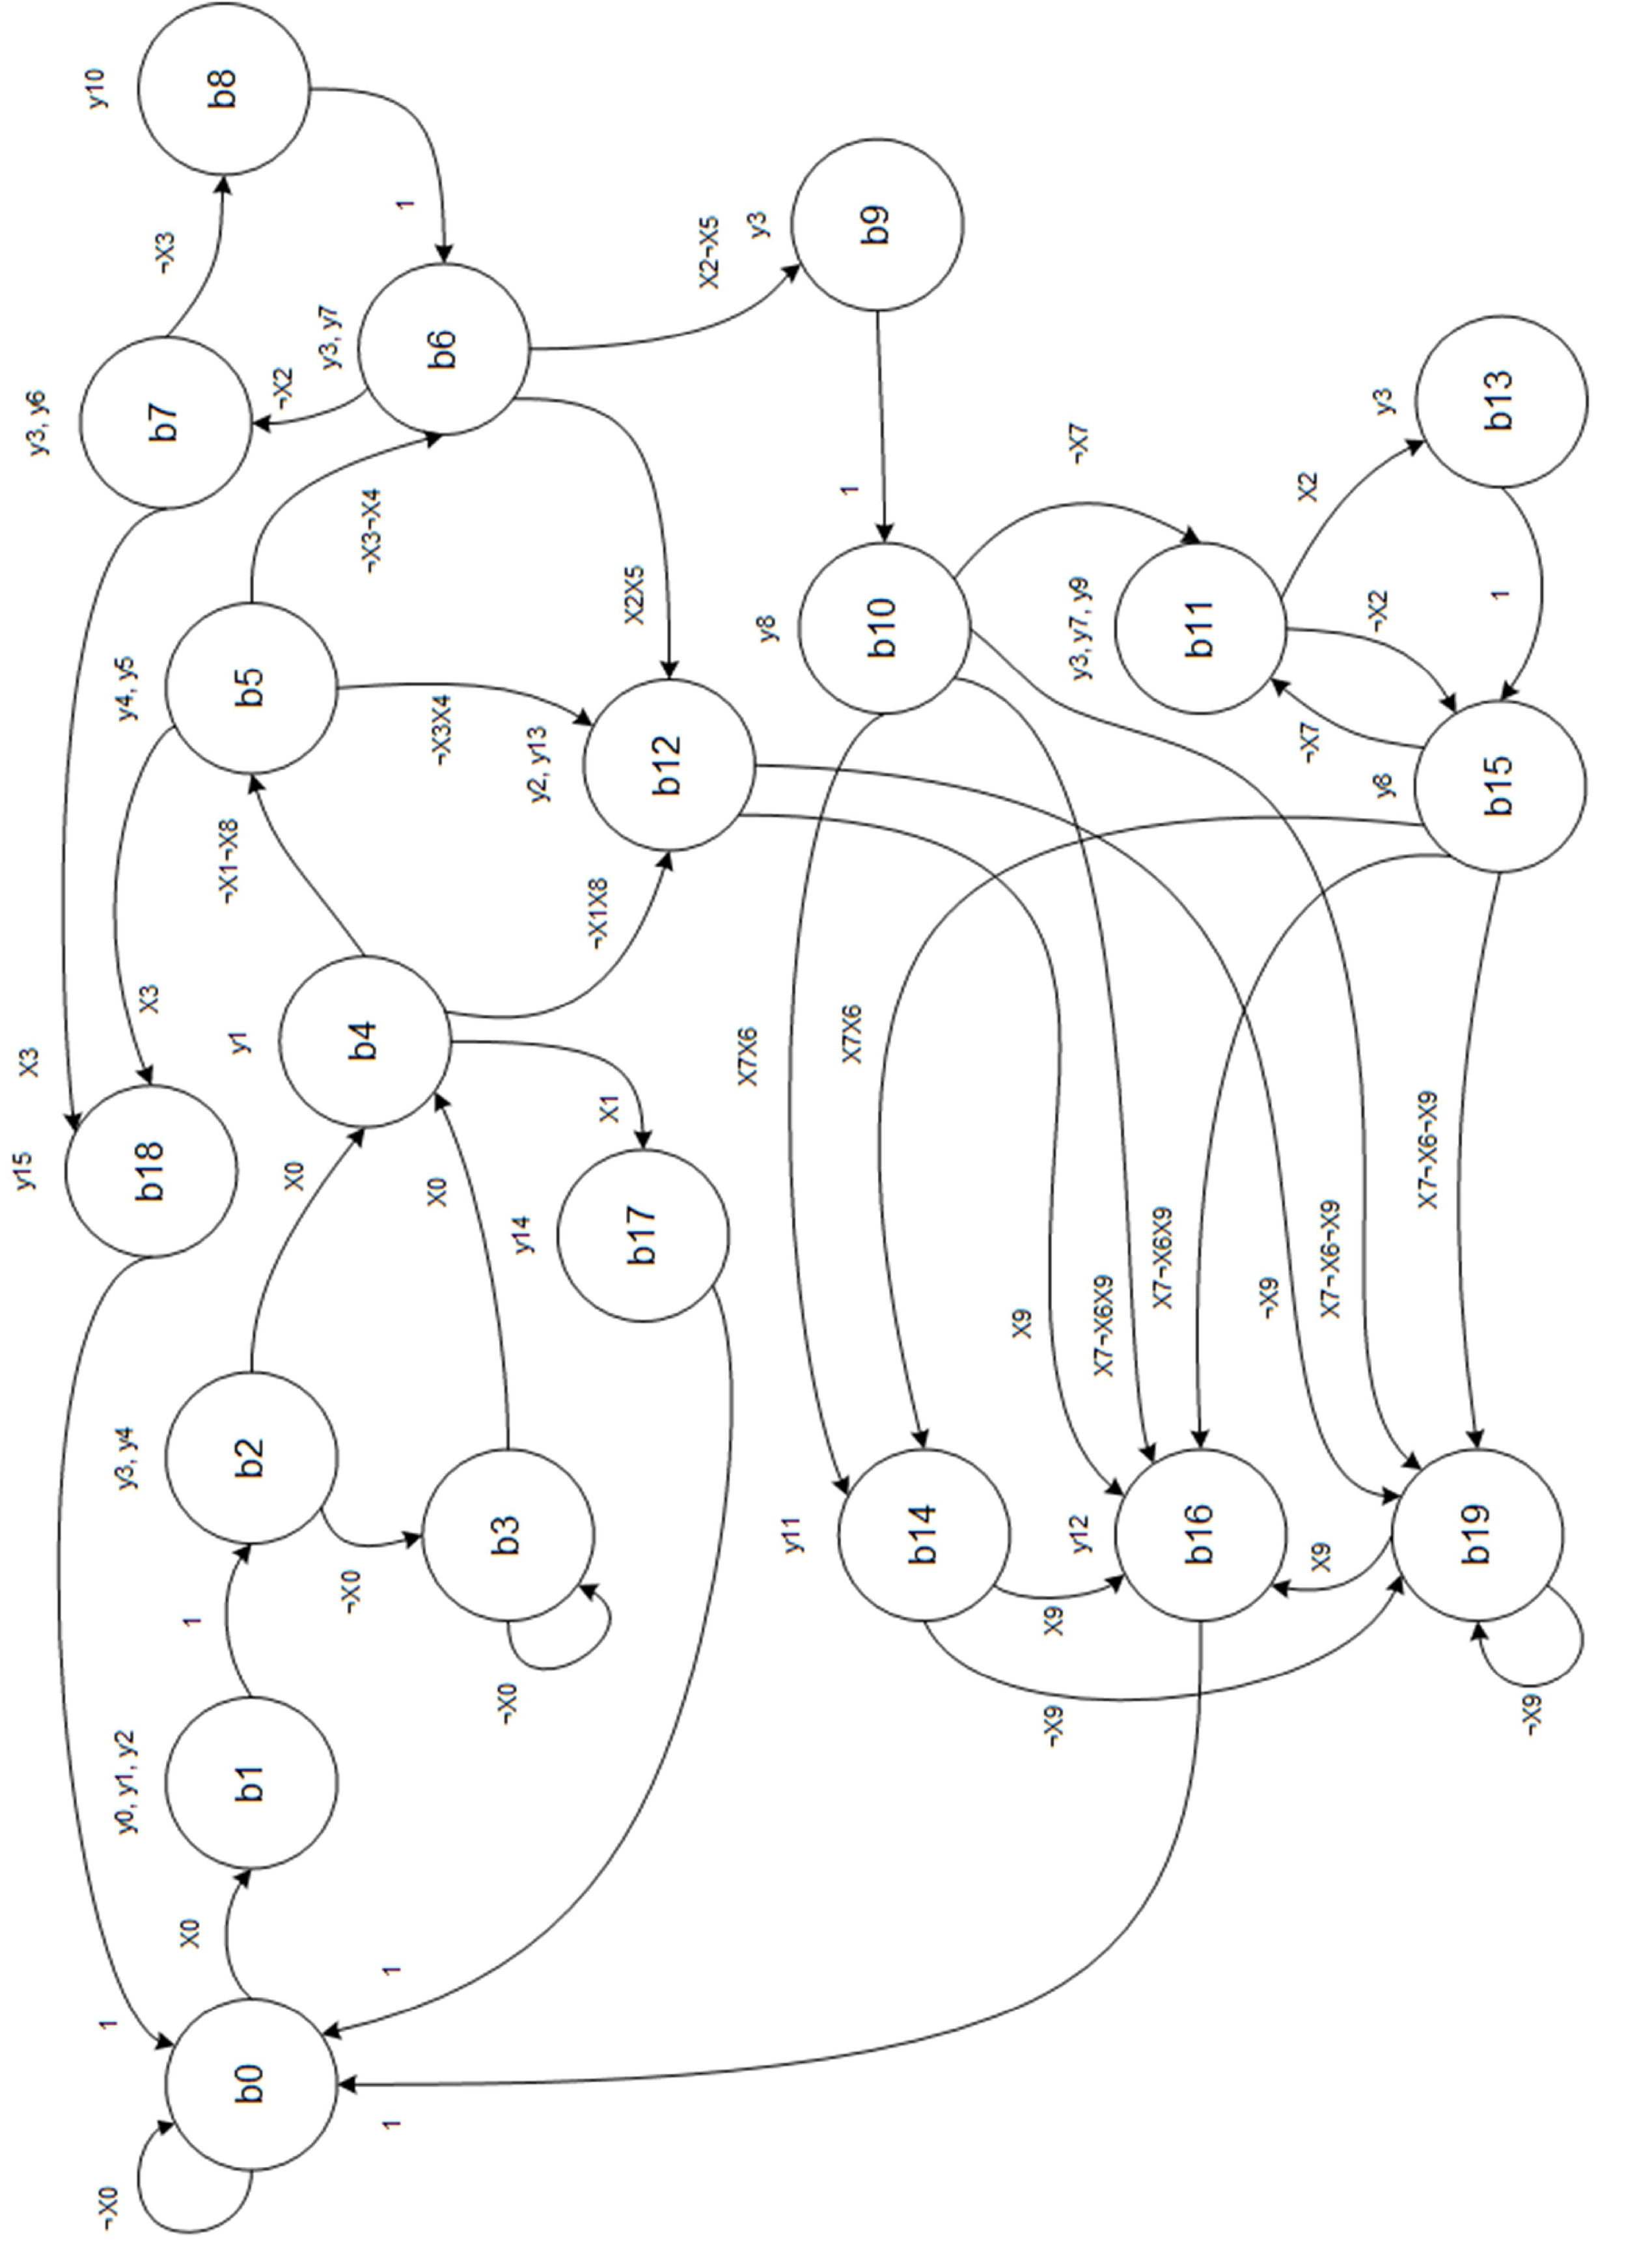 ¬X0
b0
1
X0
y0, y1, y2
b1
1
y3, y4
b2
X0
¬X0
b3
¬X0
X0
y15
b18
1
X3
X3
y1
b4
¬X1¬X8
¬X1X8
X1
y14
b17
1
y4, y5
b5
¬X3¬X4
¬X3X4
y3, y6
b7
¬X3
¬X2
y10
b8
1
y3, y7
b6
X2¬X5
X2X5
y3
b9
1
y2, y13
b12
y8
b10
¬X7
y3, y7, y9
b11
X2
¬X2
¬X7
y3
b13
1
y8
b15
X7X6
X7X6
X9
X7¬X6X9
X7¬X6X9
¬X9
X7¬X6¬X9
X7¬X6¬X9
y11
b14
X9
¬X9
y12
b16
1
X9
b19
¬X9